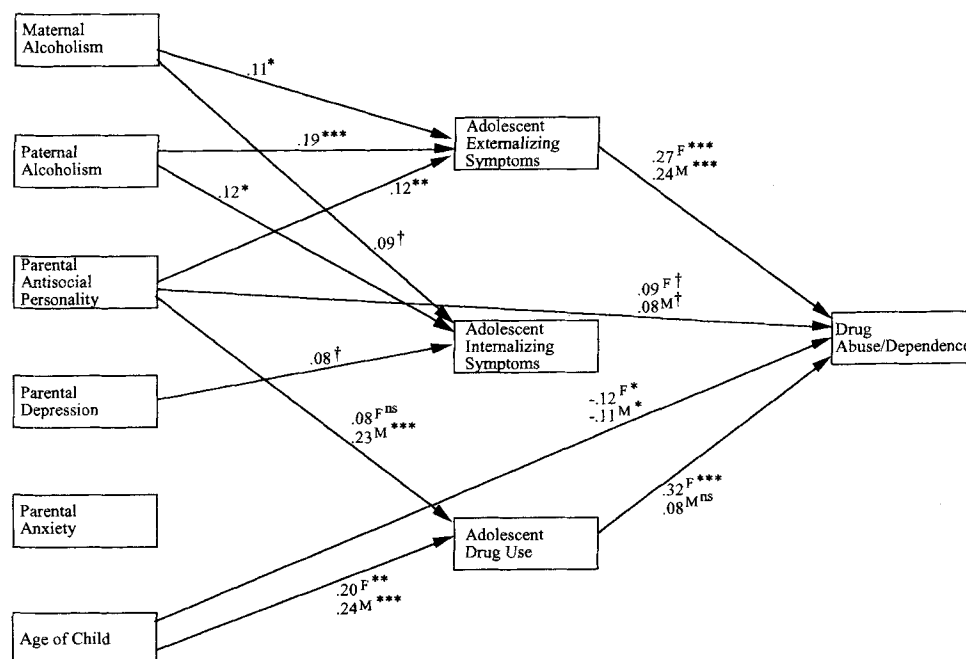 Maternal
Alcoholism
.11*
Adolescent
Externalizing
Symptoms
.19***
Paternal
Alcoholism
.27 F ***
.24 M ***
.12*
.12**
.09†
Parental
Antisocial
Personality
.09 F †
.08 M †
Drug
Abuse/Dependence
Adolescent
Internalizing
Symptoms
.08†
Parental
Depression
-.12 F *
-.11 M *
.08 F ns
.23 M ***
.32 F ***
.08 M ns
Parental
Anxiety
Adolescent
Drug Use
.20 F **
.24 M ***
Age of Child